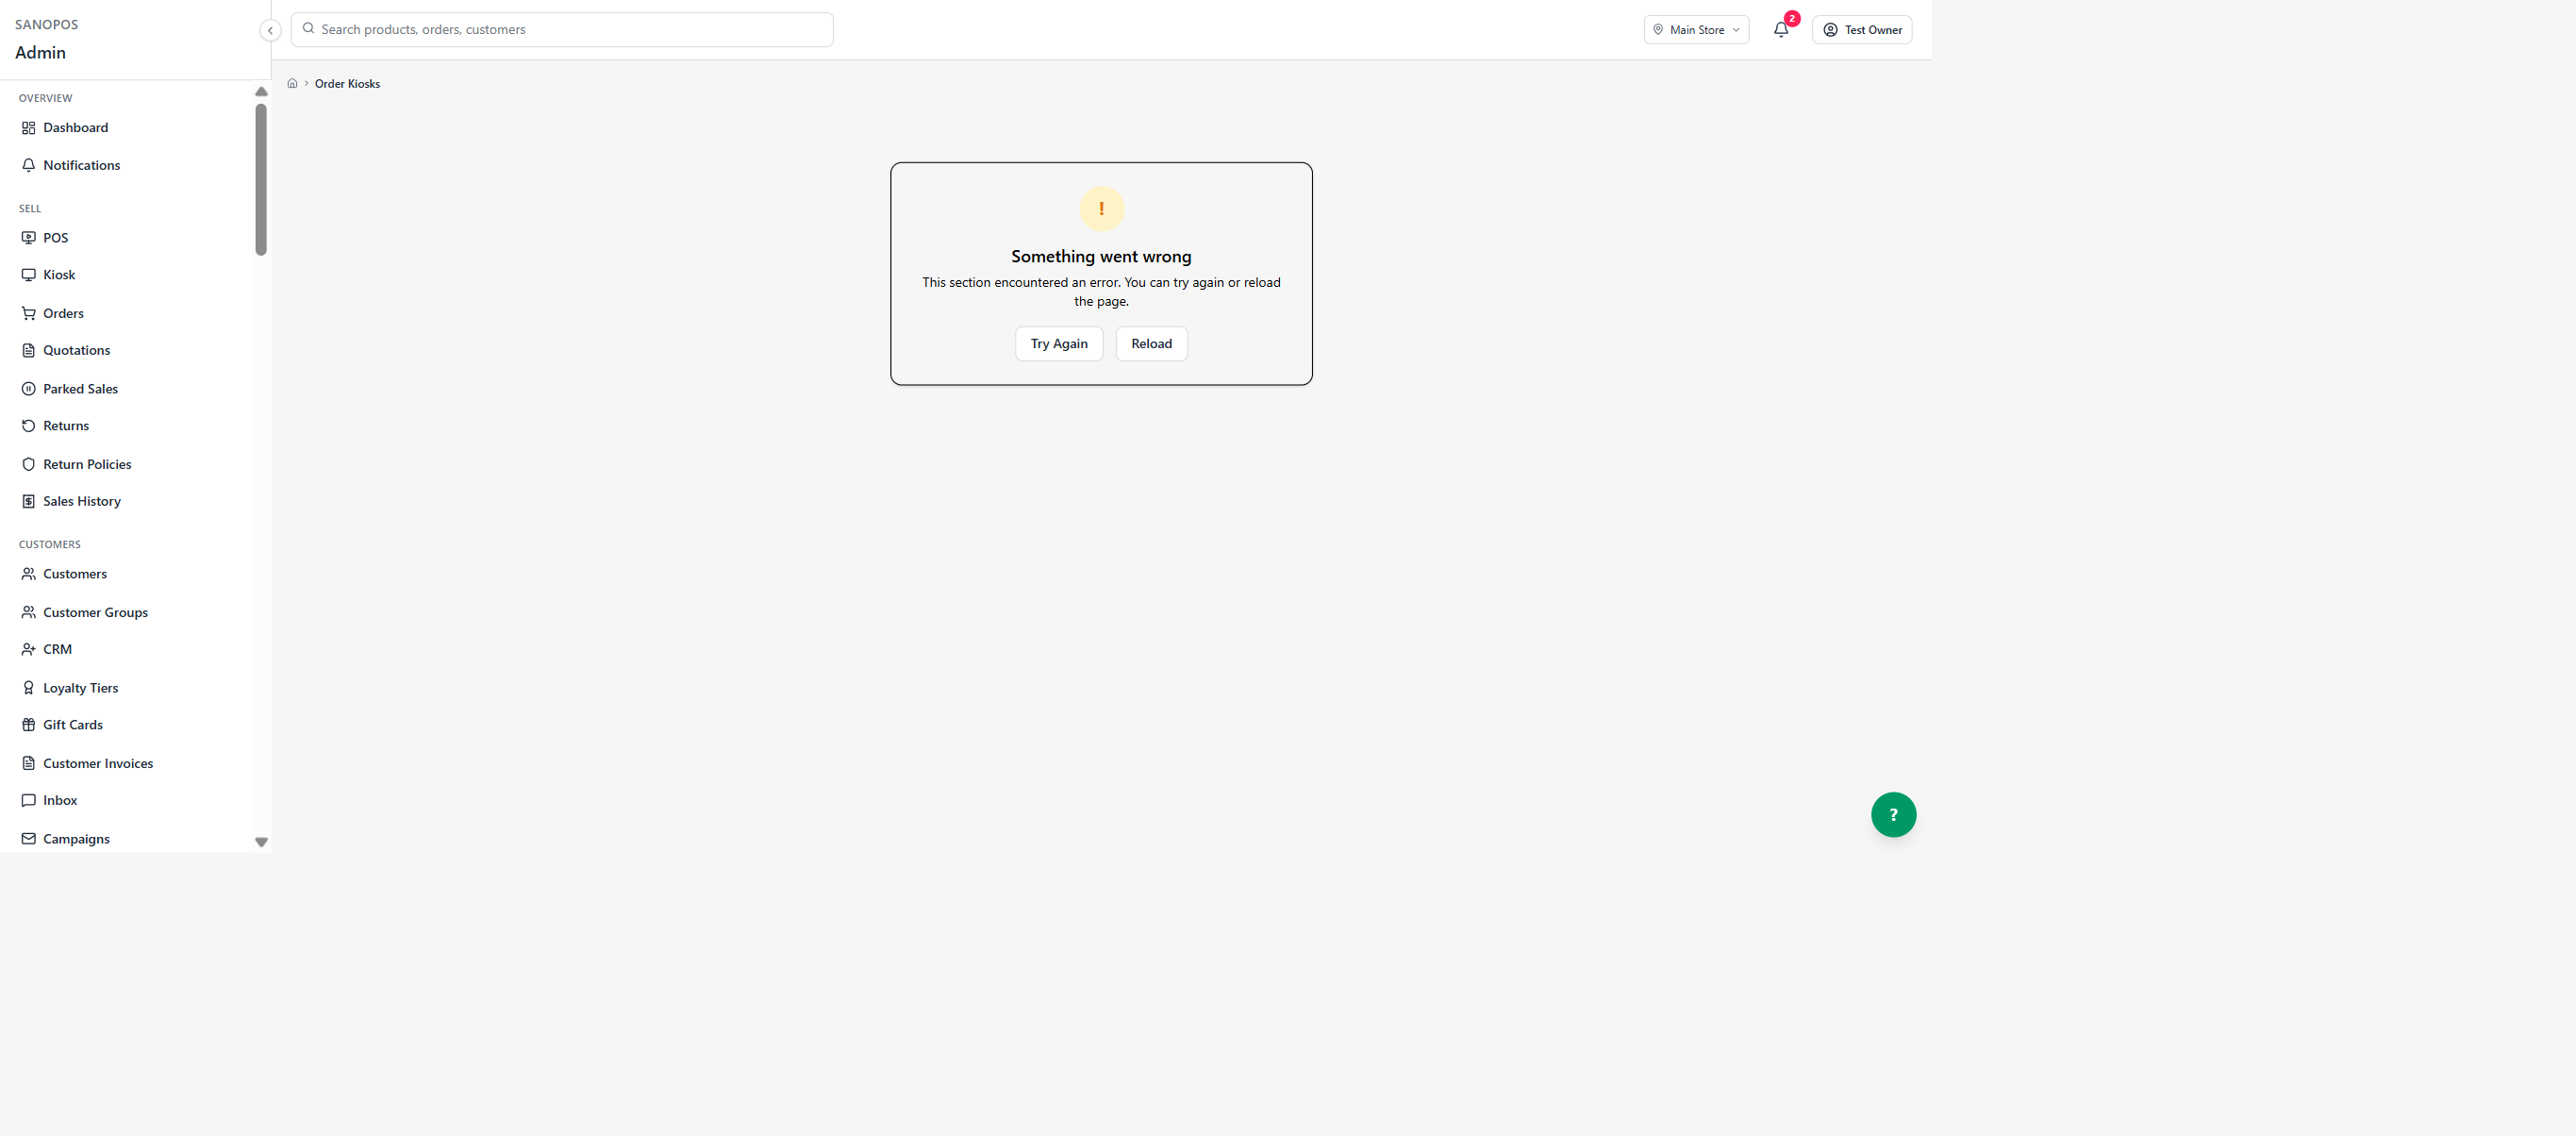 SANOPOS
Admin
Search products, orders, customers
Main Store
2
Test Owner
Order Kiosks
OVERVIEW
Dashboard
Notifications
SELL
POS
Kiosk
Orders
Quotations
Parked Sales
Returns
Return Policies
Sales History
CUSTOMERS
Customers
Customer Groups
CRM
Loyalty Tiers
Gift Cards
Customer Invoices
Inbox
Campaigns
!
Something went wrong
This section encountered an error. You can try again or reload
the page.
Try Again
Reload
?